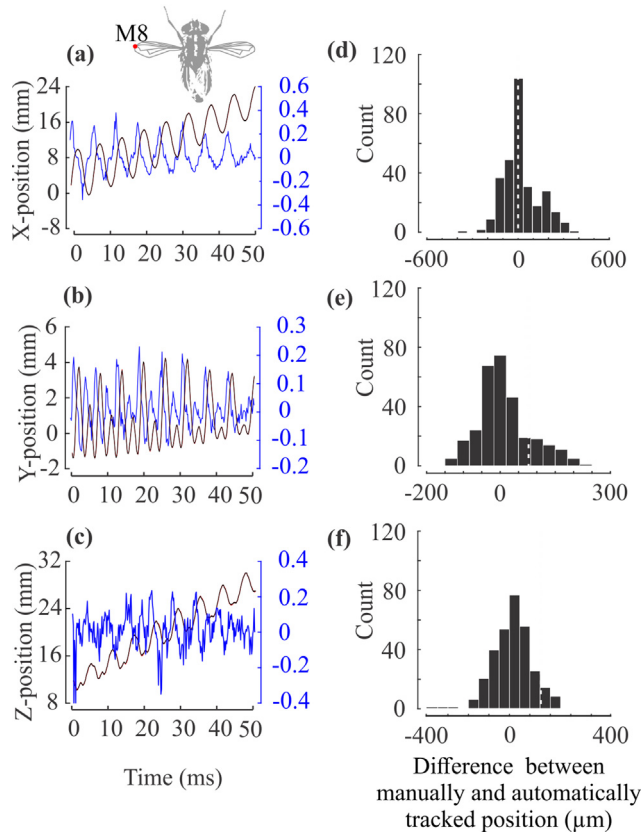 M8
(a)
X-position (mm)
24
16
8
0
-8
0.6
0.4
0.2
0
-0.2
-0.4
-0.6
0 10 20 30 40 50
(b)
Y-position (mm)
6
4
2
0
-2
0.3
0.2
0.1
0
-0.1
-0.2
0 10 20 30 40 50
(c)
Z-position (mm)
32
24
16
8
0.4
0.2
0
-0.2
-0.4
0 10 20 30 40 50
Time (ms)
(d)
Count
120
80
40
0
-600 0 600
(e)
Count
120
80
40
0
-200 0 300
(f)
Count
120
80
40
0
-400 0 400
Difference between
manually and automatically
tracked position (µm)